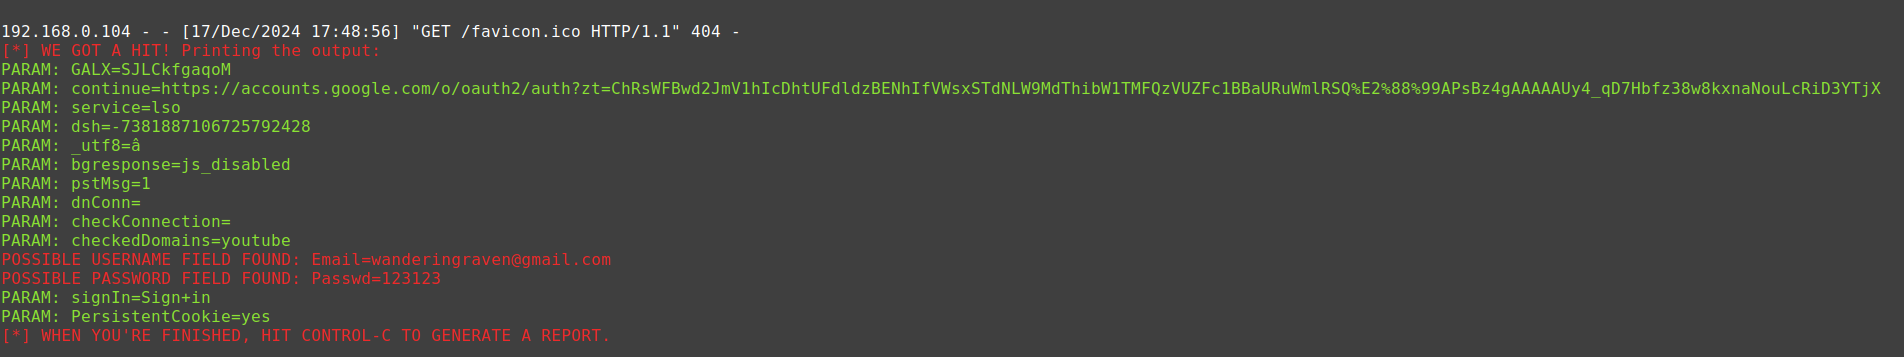 192.168.0.104 - - [17/Dec/2024 17:48:56] "GET /favicon.ico HTTP/1.1" 404 -
[*] WE GOT A HIT! Printing the output:
PARAM: GALX=SJLCkfgaqoM
PARAM: continue=https://accounts.google.com/o/oauth2/auth?zt=ChRsWFBwd2JmV1hIcDhtUFdldzBENhIfVWsxSTdNLW9MdThibW1TMFQzVUZFc1BBaURuWmlRSQ%E2%88%99APsBz4gAAAAAUy4_qD7Hbfz38w8kxnaNouLcRiD3YTjX
PARAM: service=lso
PARAM: dsh=-7381887106725792428
PARAM: _utf8=â
PARAM: bgresponse=js_disabled
PARAM: pstMsg=1
PARAM: dnConn=
PARAM: checkConnection=
PARAM: checkedDomains=youtube
POSSIBLE USERNAME FIELD FOUND: Email=wanderingraven@gmail.com
POSSIBLE PASSWORD FIELD FOUND: Passwd=123123
PARAM: signIn=Sign+in
PARAM: PersistentCookie=yes
[*] WHEN YOU'RE FINISHED, HIT CONTROL-C TO GENERATE A REPORT.